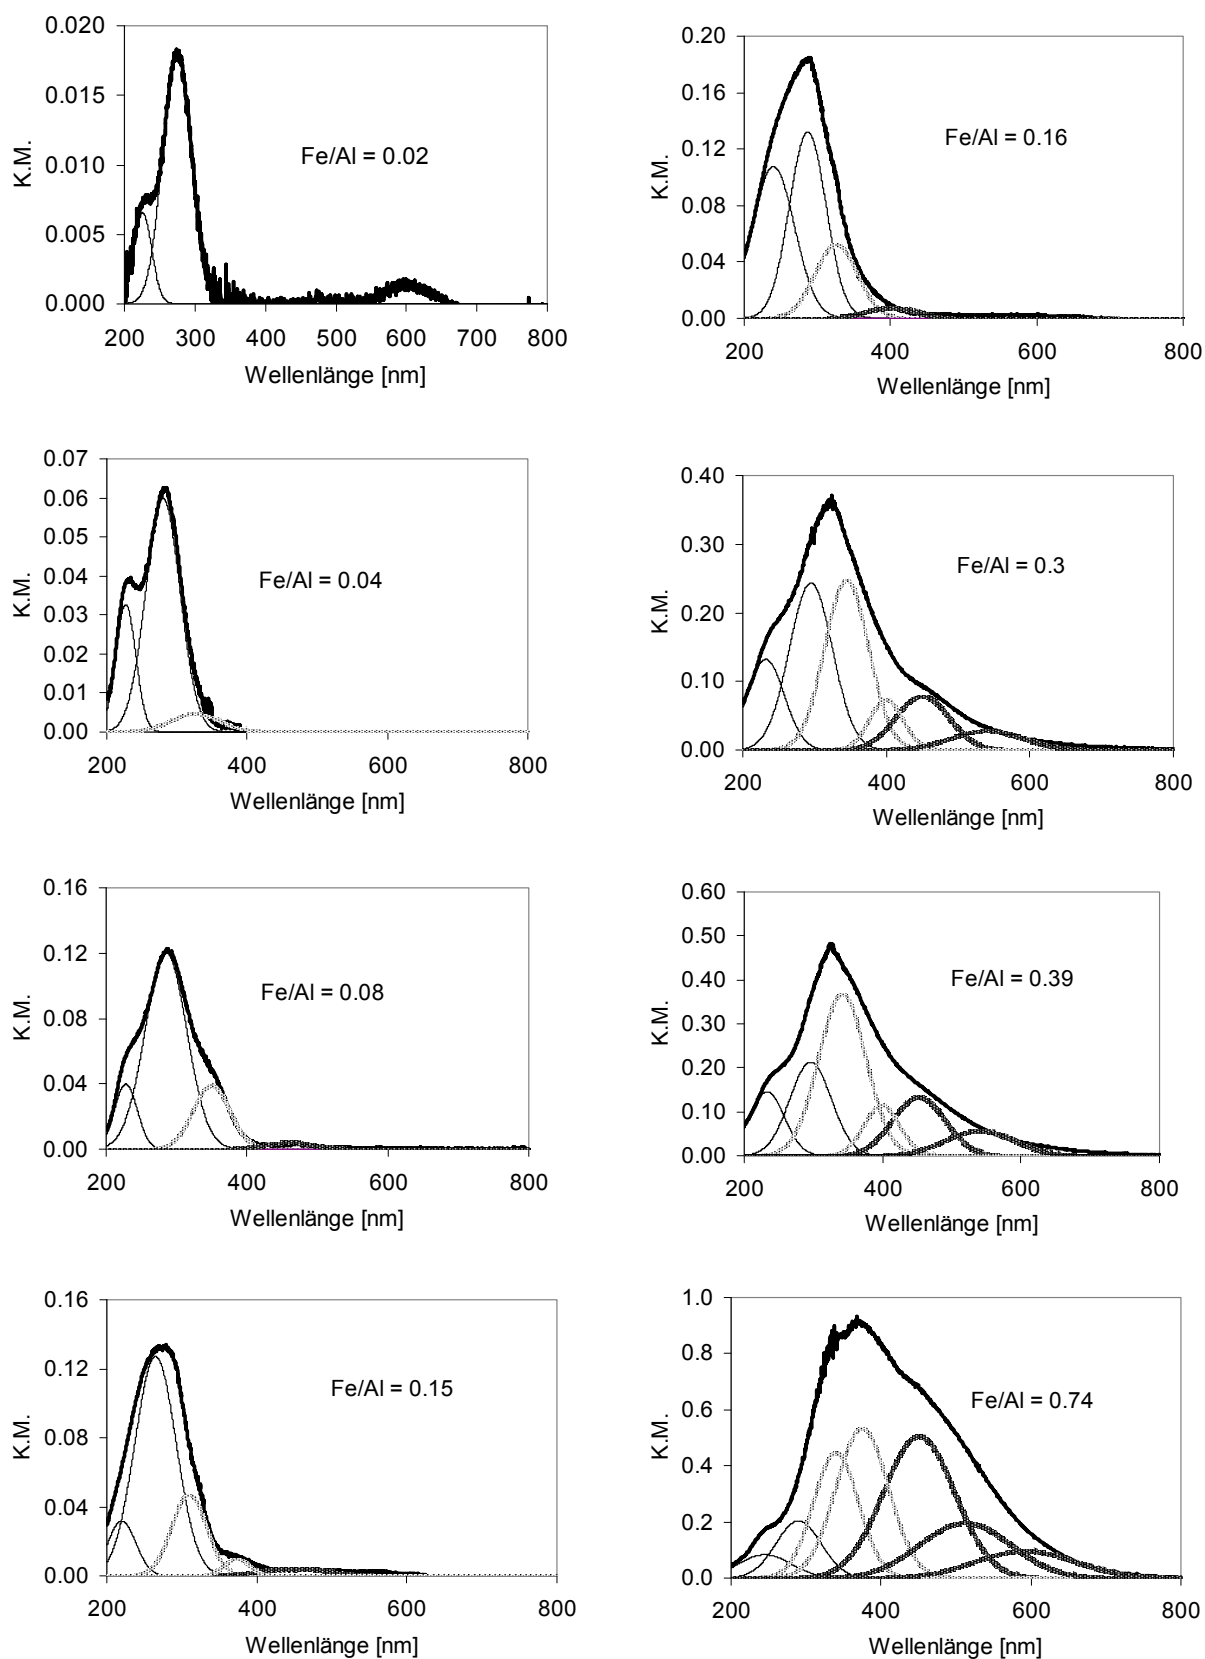 0.020
0.015
0.010
0.005
0.000
K.M.
Fe/Al = 0.02
200 300 400 500 600 700 800
Wellenlänge [nm]
0.20
0.16
0.12
0.08
0.04
0.00
K.M.
Fe/Al = 0.16
200 400 600 800
Wellenlänge [nm]
0.07
0.06
0.05
0.04
0.03
0.02
0.01
0.00
K.M.
Fe/Al = 0.04
200 400 600 800
Wellenlänge [nm]
0.40
0.30
0.20
0.10
0.00
K.M.
Fe/Al = 0.3
200 400 600 800
Wellenlänge [nm]
0.16
0.12
0.08
0.04
0.00
K.M.
Fe/Al = 0.08
200 400 600 800
Wellenlänge [nm]
0.60
0.50
0.40
0.30
0.20
0.10
0.00
K.M.
Fe/Al = 0.39
200 400 600 800
Wellenlänge [nm]
0.16
0.12
0.08
0.04
0.00
K.M.
Fe/Al = 0.15
200 400 600 800
Wellenlänge [nm]
1.0
0.8
0.6
0.4
0.2
0.0
K.M.
Fe/Al = 0.74
200 400 600 800
Wellenlänge [nm]